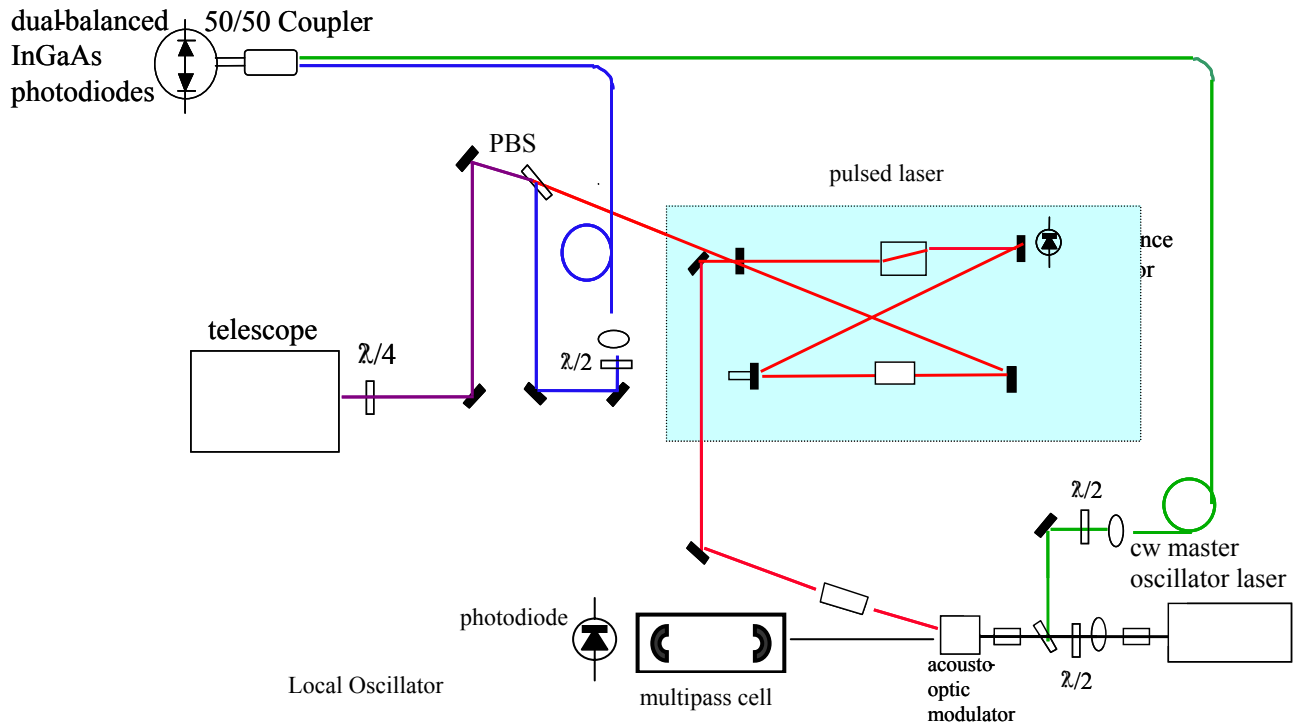 dual-balanced
InGaAs
photodiodes
50/50 Coupler
PBS
pulsed laser
telescope
λ/4
λ/2
λ/2
cw master
oscillator laser
photodiode
Local Oscillator
multipass cell
acousto-
optic
modulator
λ/2